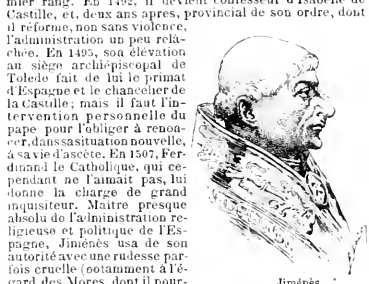 mier rang. En 1492, il devient confesseur d'Isabelle de
Castille, et, deux ans apres, provincial de son ordre, dont
il réforme, non sans violence,
l'administration un peu relâ-
chée. En 1495, son élévation
au siège archiépiscopal de
Tolede fait de lui le primat
d'Espagne et le chancelier de
la Castille; mais il faut l'in-
tervention personnelle du
pape pour l'obliger à renon-
cer, dans sa situation nouvelle,
à sa vie d'ascète. En 1507, Fer-
dinand le Catholique, qui ce-
pendant ne l'aimait pas, lui
donne la charge de grand
inquisiteur. Maître presque
absolu de l'administration re-
ligieuse et politique de l'Es-
pagne, Jiménès usa de son
autorité avec une rudesse par-
fois cruelle (notamment à l'é-
gard des Mores, dont il pour-
Jiménès